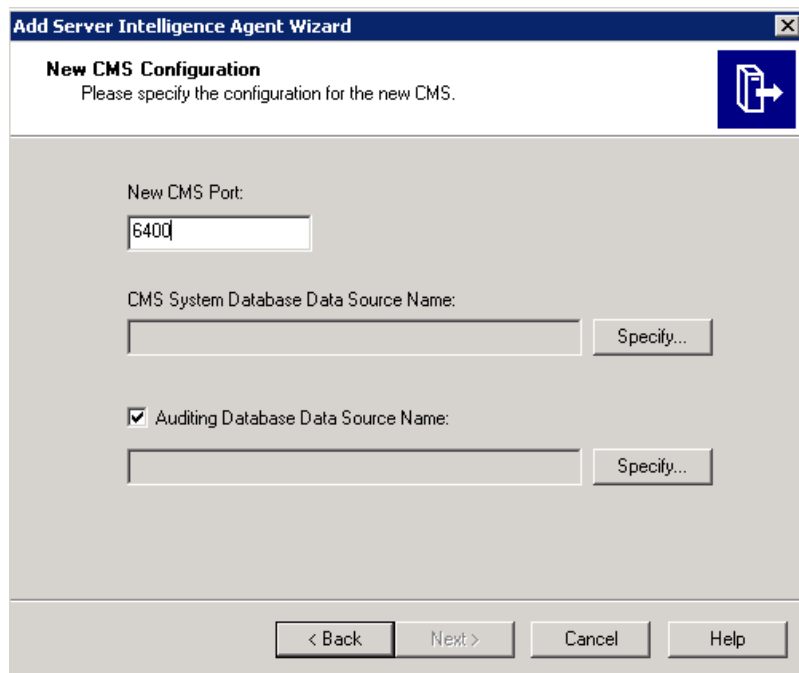 Add Server Intelligence Agent Wizard
New CMS Configuration
Please specify the configuration for the new CMS.
New CMS Port:
6400
CMS System Database Data Source Name:
Specify...
Auditing Database Data Source Name:
Specify...
< Back Next > Cancel Help